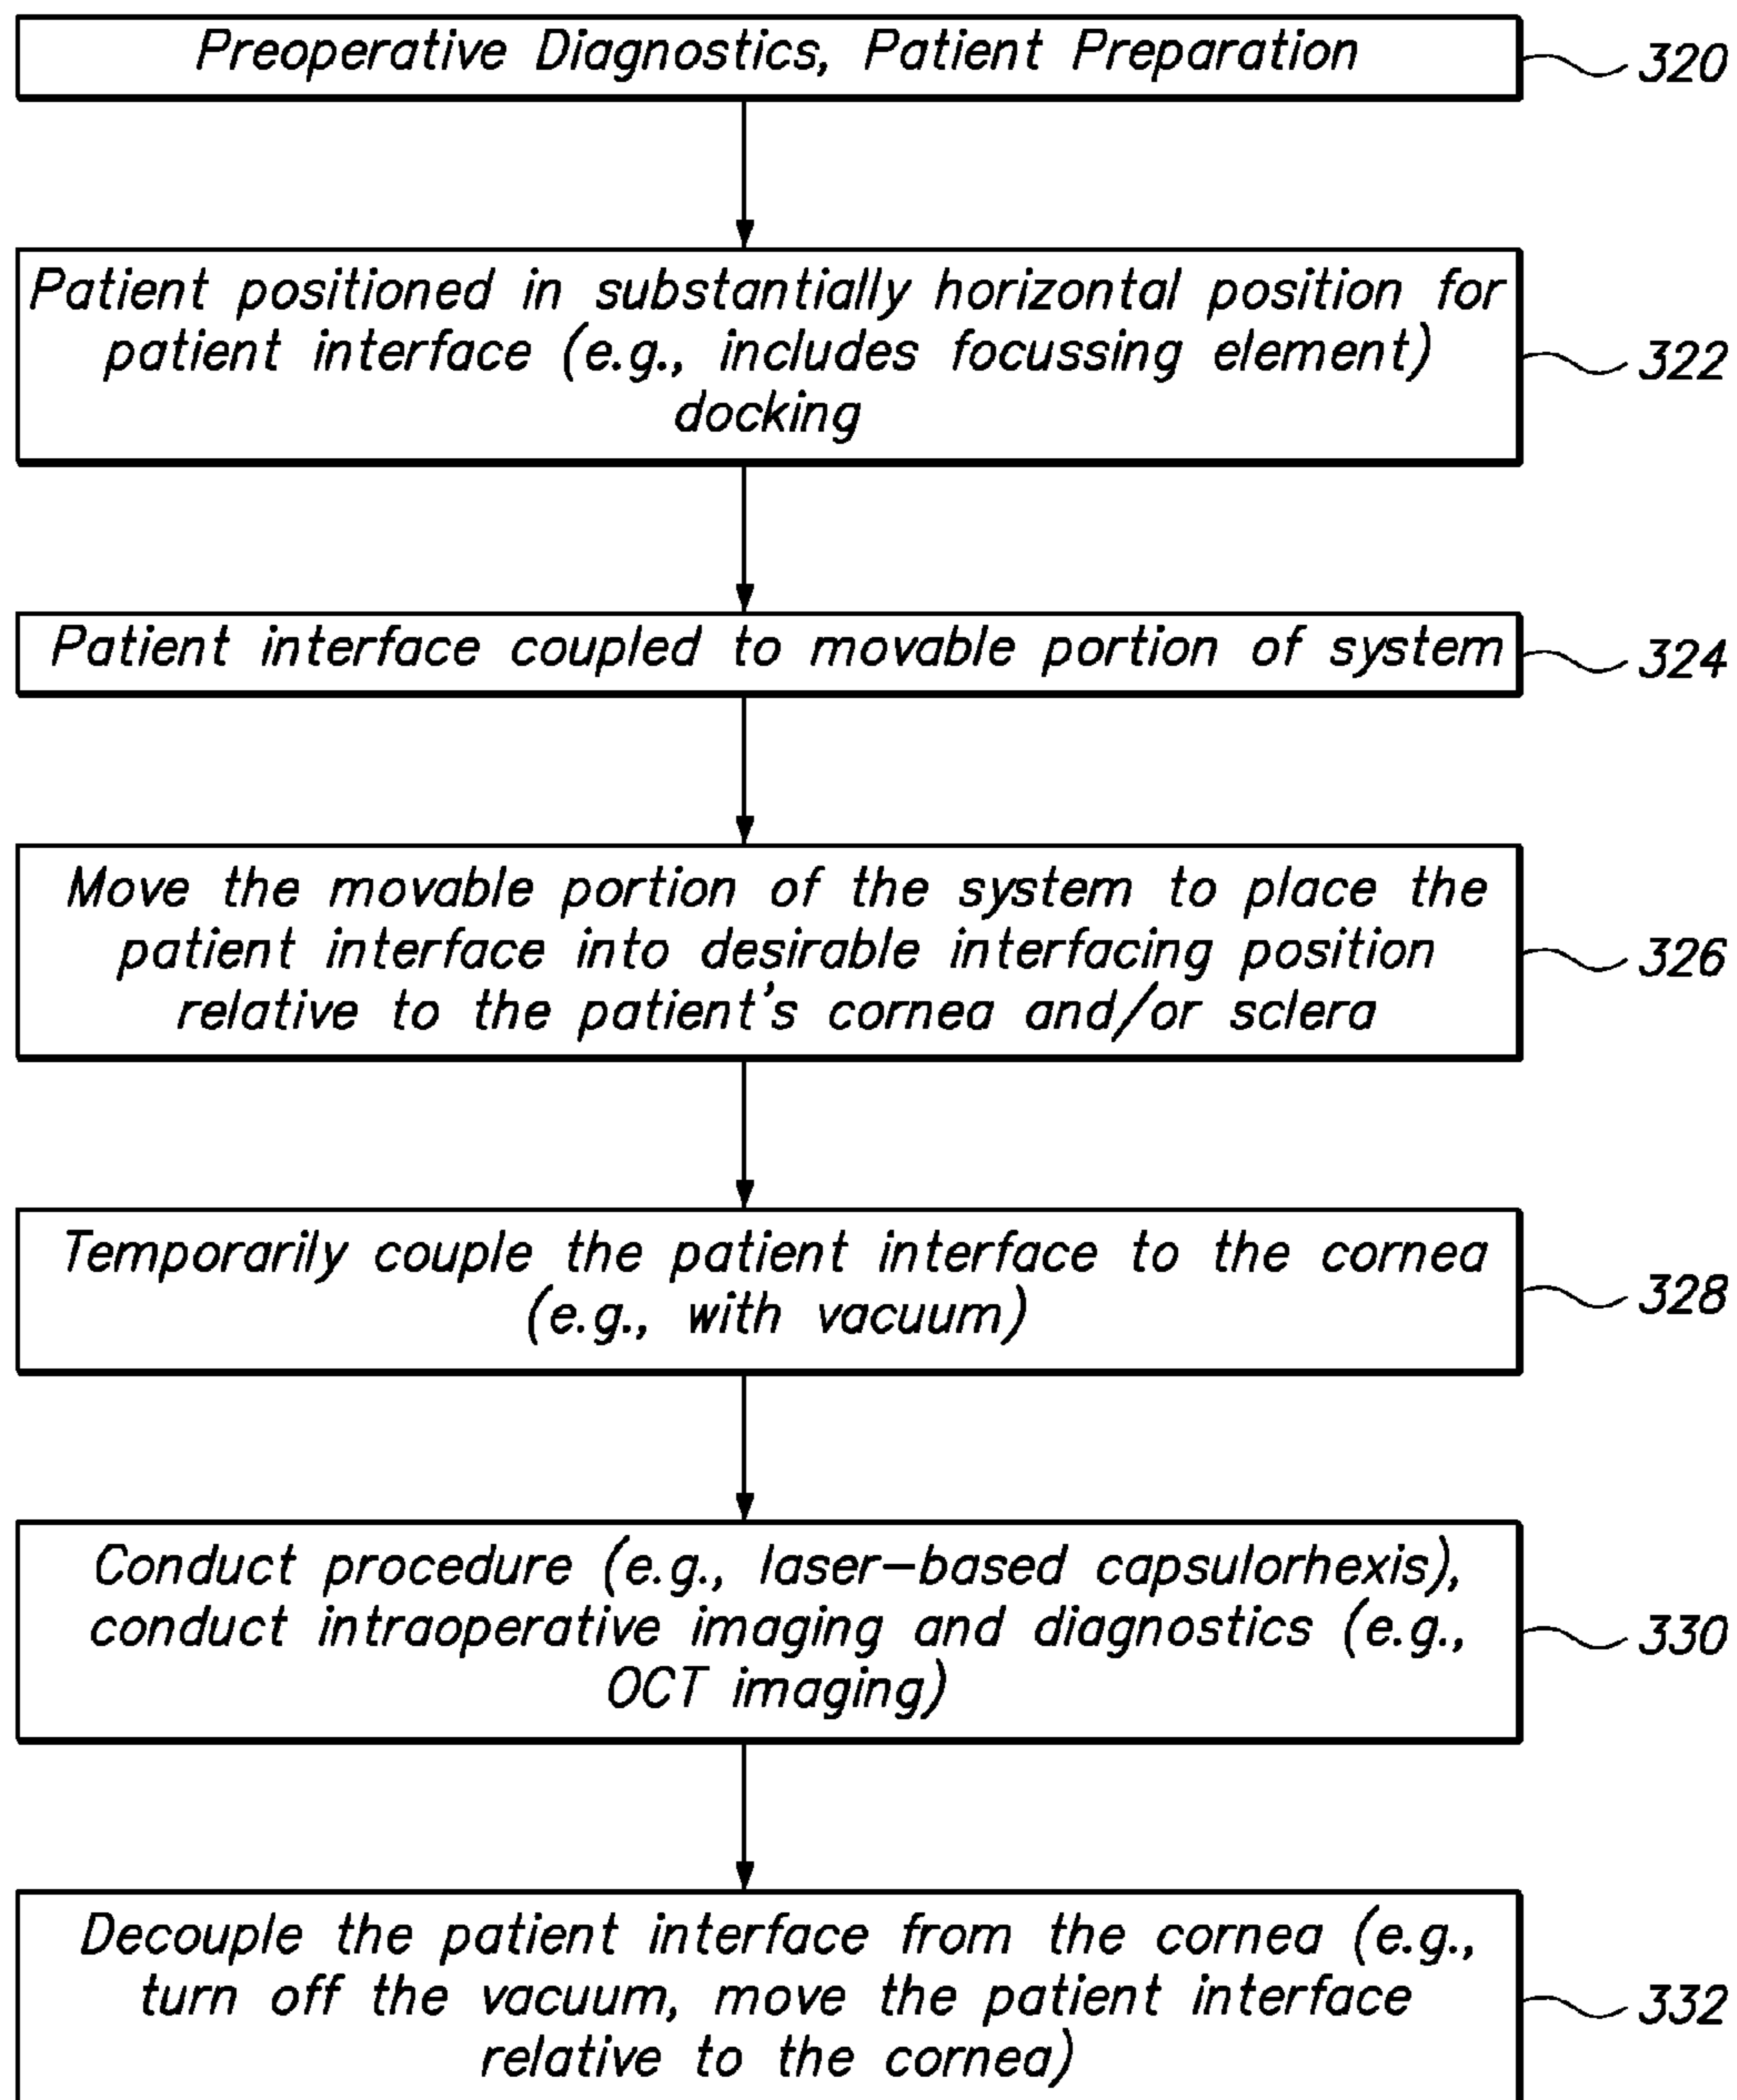 Preoperative Diagnostics, Patient Preparation
320
Patient positioned in substantially horizontal position for
patient interface (e.g., includes focussing element)
docking
322
Patient interface coupled to movable portion of system
324
Move the movable portion of the system to place the
patient interface into desirable interfacing position
relative to the patient's cornea and/or sclera
326
Temporarily couple the patient interface to the cornea
(e.g., with vacuum)
328
Conduct procedure (e.g., laser-based capsulorhexis),
conduct intraoperative imaging and diagnostics (e.g.,
OCT imaging)
330
Decouple the patient interface from the cornea (e.g.,
turn off the vacuum, move the patient interface
relative to the cornea)
332